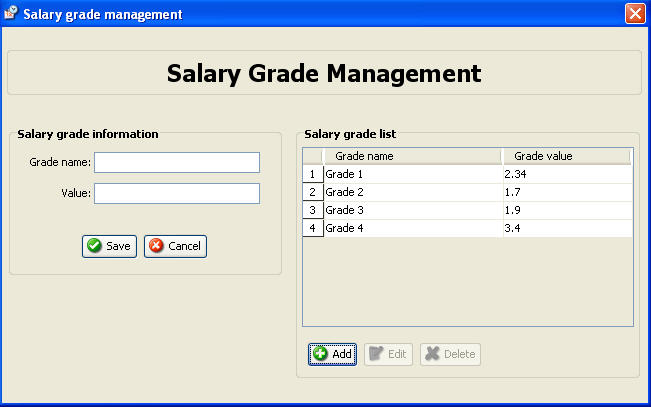 Salary grade management
Salary Grade Management
Salary grade information
Grade name:
Value:
Save Cancel
Salary grade list
Grade name Grade value
1 Grade 1 2.34
2 Grade 2 1.7
3 Grade 3 1.9
4 Grade 4 3.4
Add Edit Delete